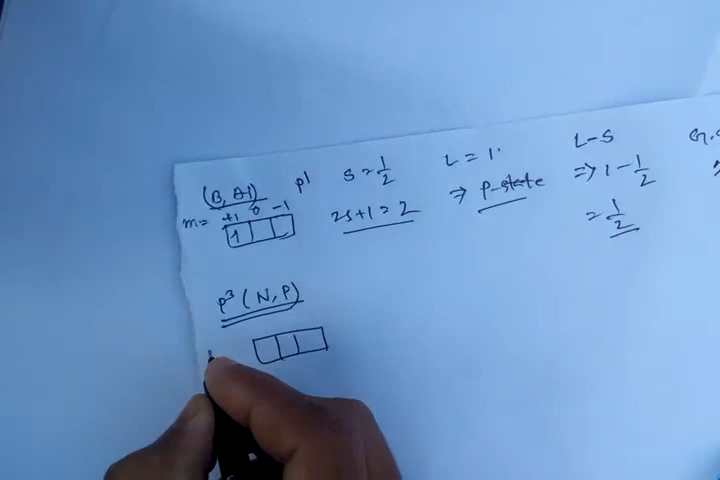 (B, Al) p¹ S = 1/2 L = 1 L-S G.
m = +1 0 -1 2s+1 = 2 ⇒ P-state ⇒ 1 - 1/2
1 = 1/2
p³ (N, P)